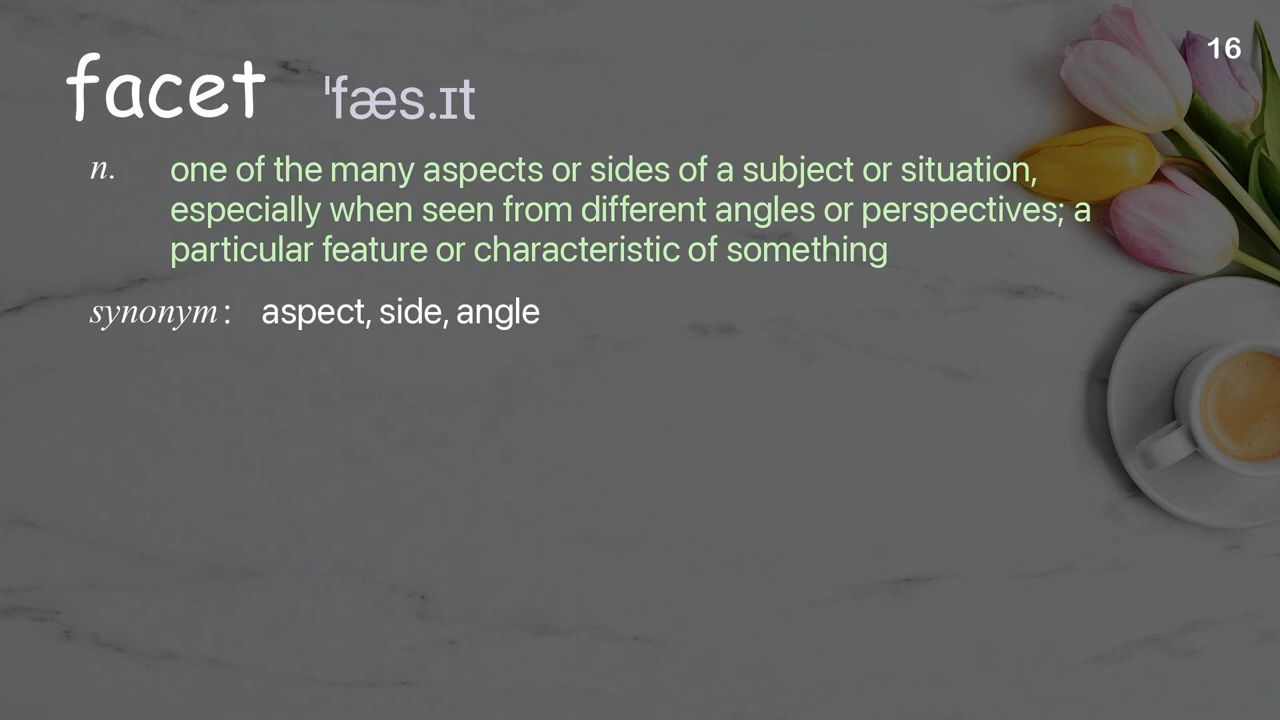 16
facet ˈfæs.ɪt
n. one of the many aspects or sides of a subject or situation,
especially when seen from different angles or perspectives; a
particular feature or characteristic of something
synonym: aspect, side, angle